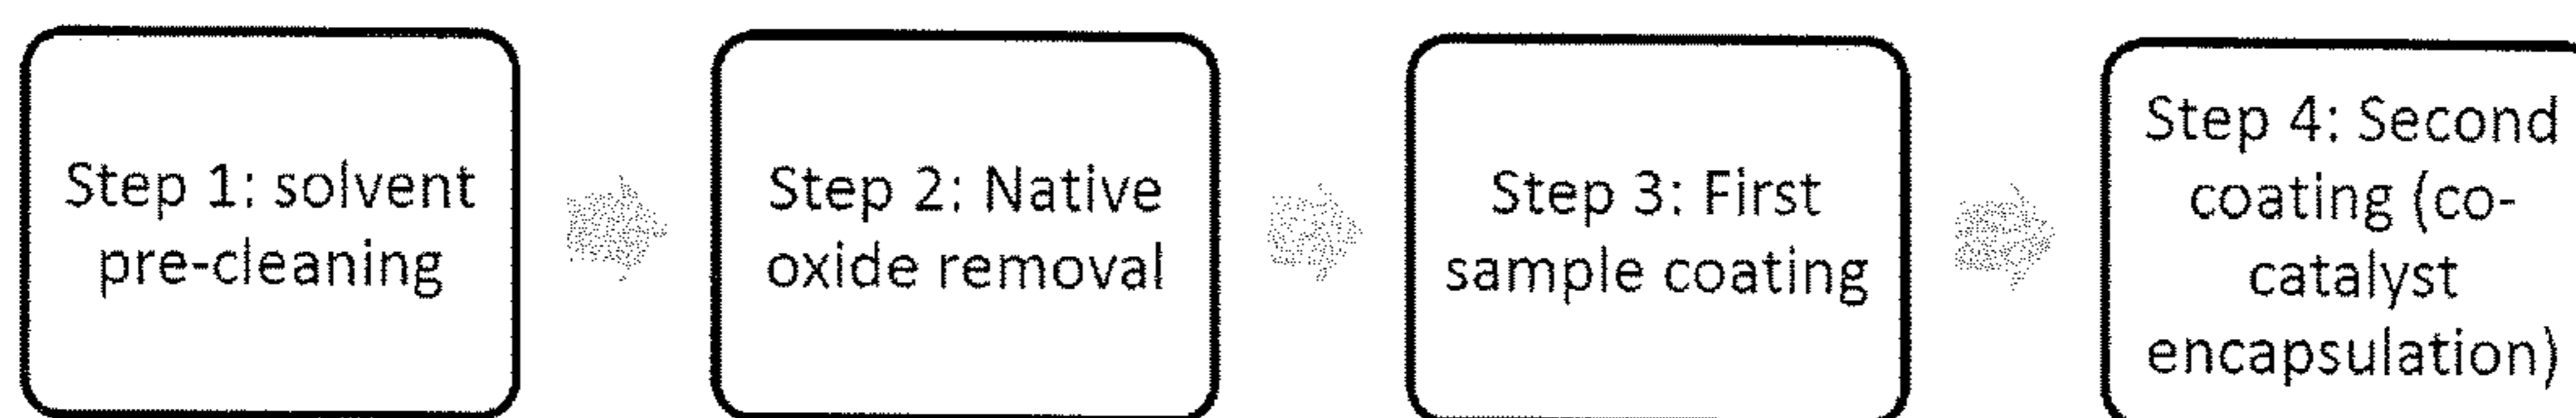 Step 1: solvent
pre-cleaning
Step 2: Native
oxide removal
Step 3: First
sample coating
Step 4: Second
coating (co-
catalyst
encapsulation)